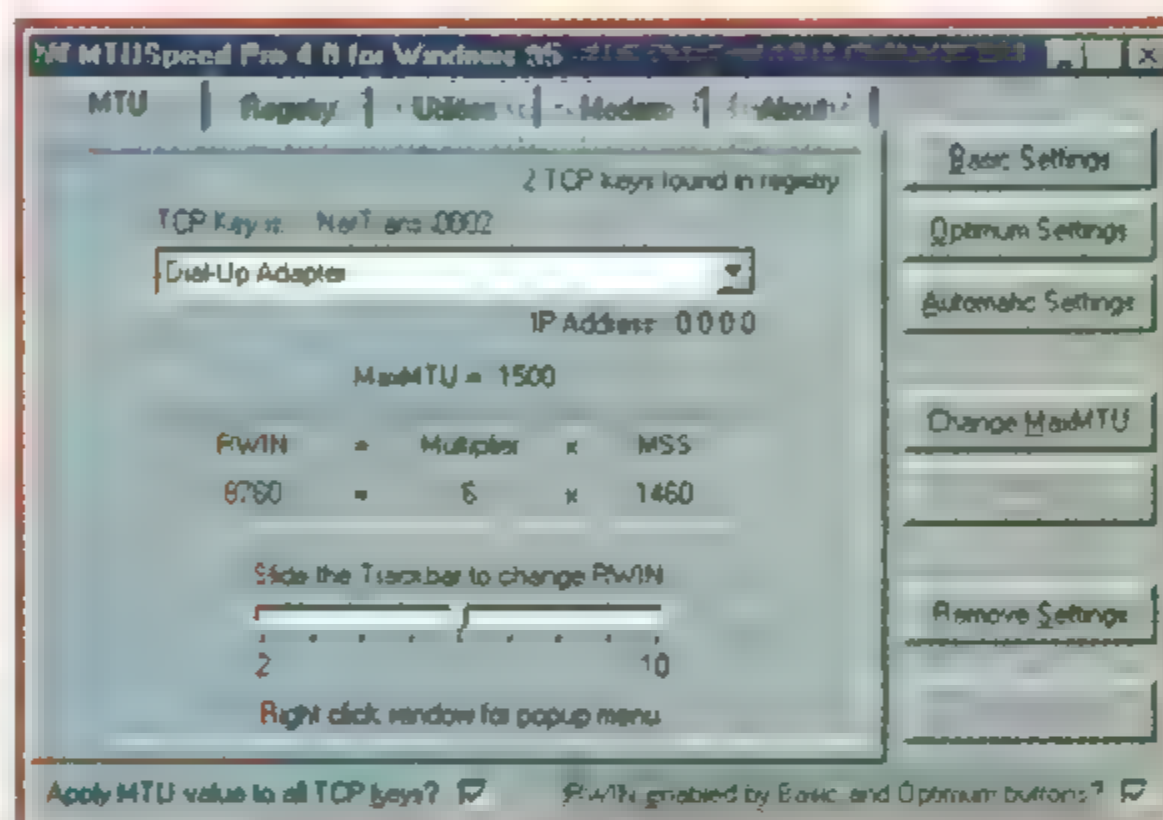 MTUSpeed Pro 4.0 for Windows 95
MTU Registry Utilities Modem About
2 TCP keys found in registry
TCP Key is: NetTrans\0002
Dial-Up Adapter
IP Address: 0.0.0.0
MaxMTU = 1500
RWIN = Multiplier x MSS
8760 = 6 x 1460
Slide the Trackbar to change RWIN
2 10
Right click window for popup menu
Basic Settings
Optimum Settings
Automatic Settings
Change MaxMTU
Remove Settings
Apply MTU value to all TCP keys?
RWIN enabled by Basic and Optimum buttons?